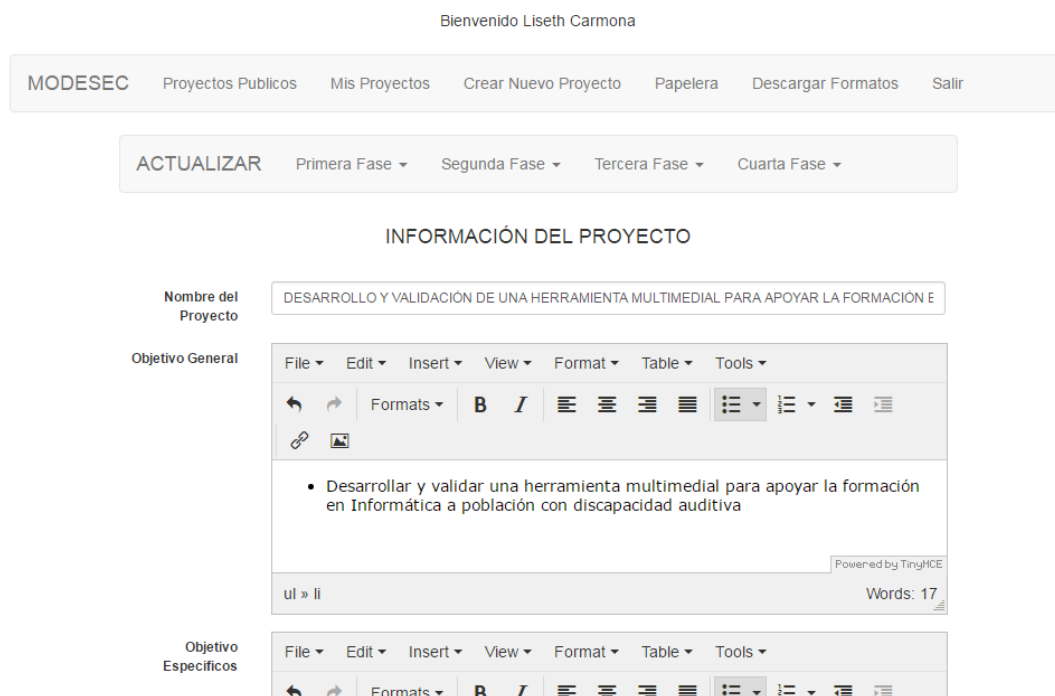 Bienvenido Liseth Carmona
MODESEC Proyectos Publicos Mis Proyectos Crear Nuevo Proyecto Papelera Descargar Formatos Salir
ACTUALIZAR Primera Fase Segunda Fase Tercera Fase Cuarta Fase
INFORMACIÓN DEL PROYECTO
Nombre del
Proyecto
DESARROLLO Y VALIDACIÓN DE UNA HERRAMIENTA MULTIMEDIAL PARA APOYAR LA FORMACIÓN E
Objetivo General
File Edit Insert View Format Table Tools
Formats B I
Desarrollar y validar una herramienta multimedial para apoyar la formación
en Informática a población con discapacidad auditiva
Powered by TinyMCE
ul » li Words: 17
Objetivo
Especificos
File Edit Insert View Format Table Tools
Formats B I